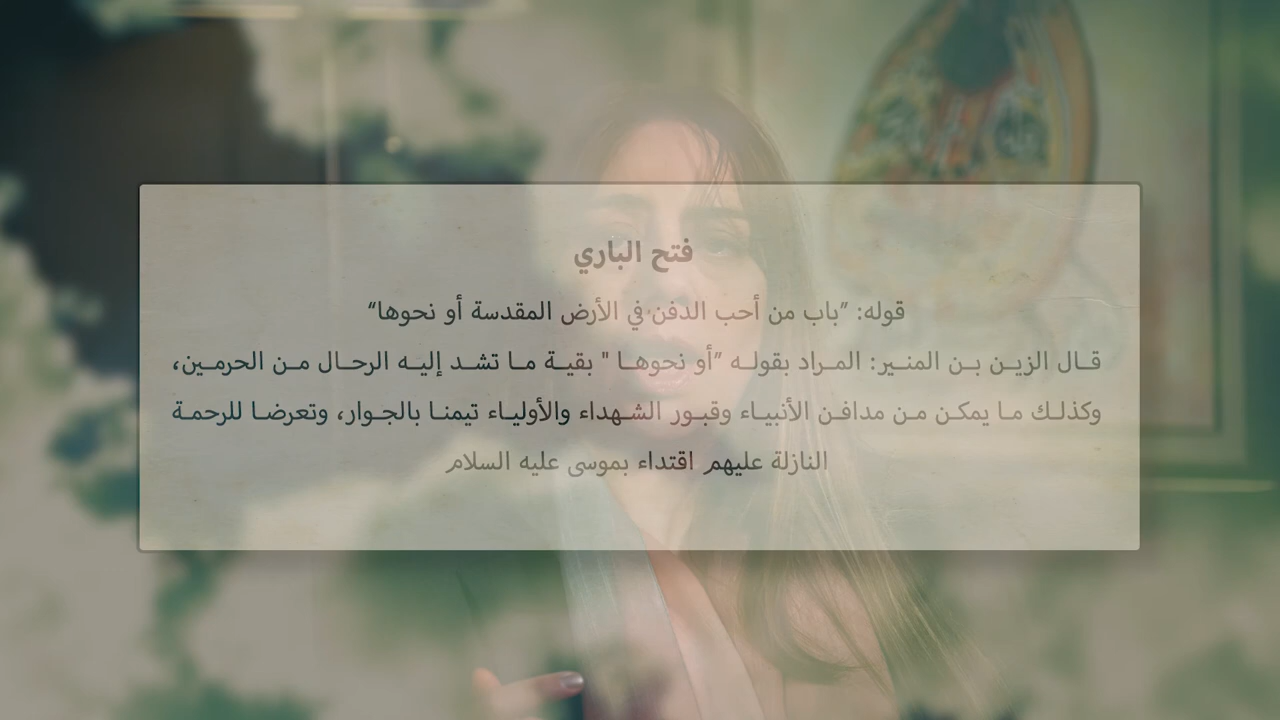 فتح الباري
قوله: ”باب من أحب الدفن في الأرض المقدسة أو نحوها“
قال الزين بن المنير: المراد بقوله ”أو نحوها " بقية ما تشد إليه الرحال من الحرمين،
وكذلك ما يمكن من مدافن الأنبياء وقبور الشهداء والأولياء تيمنا بالجوار، وتعرضا للرحمة
النازلة عليهم اقتداء بموسى عليه السلام